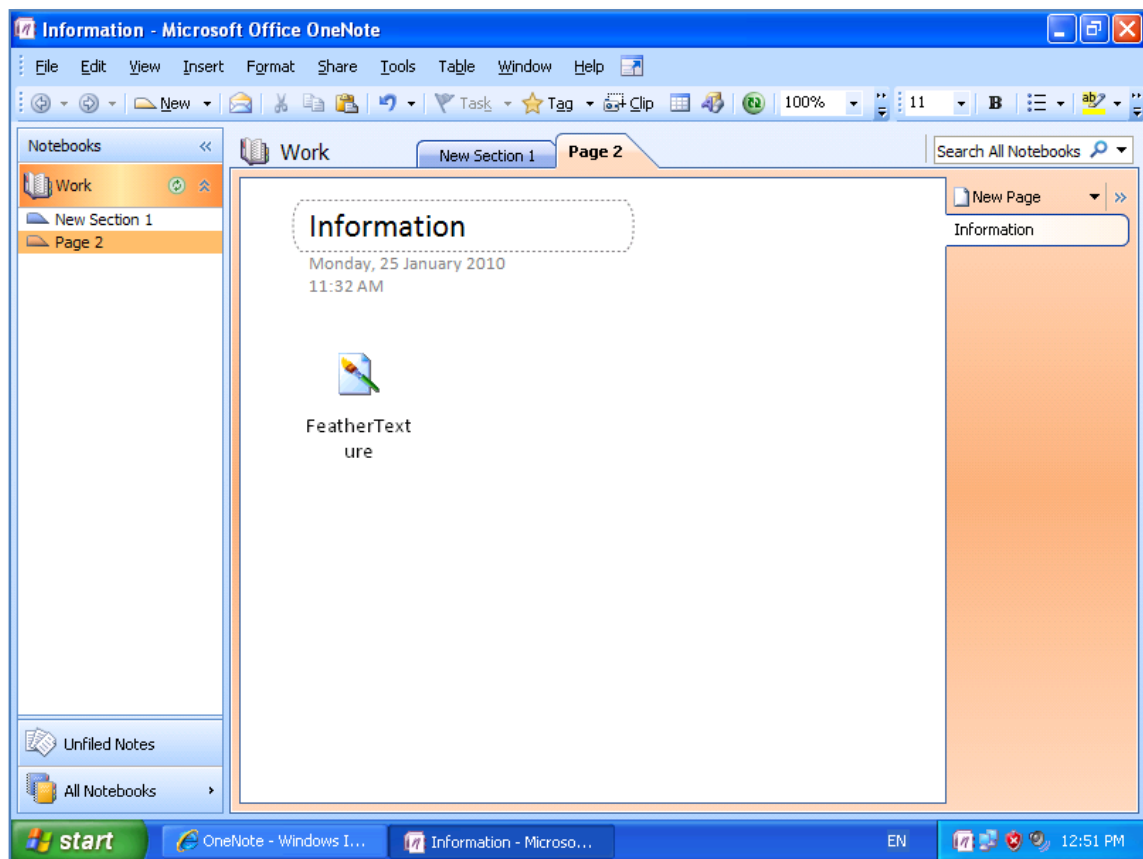 Information - Microsoft Office OneNote
File Edit View Insert Format Share Tools Table Window Help
New Task Tag Clip 100% 11 B ab
Notebooks
Work
New Section 1
Page 2
Work New Section 1 Page 2 Search All Notebooks
New Page
Information
Information
Monday, 25 January 2010
11:32 AM
FeatherText
ure
Unfiled Notes
All Notebooks
start OneNote - Windows I... Information - Microso... EN 12:51 PM